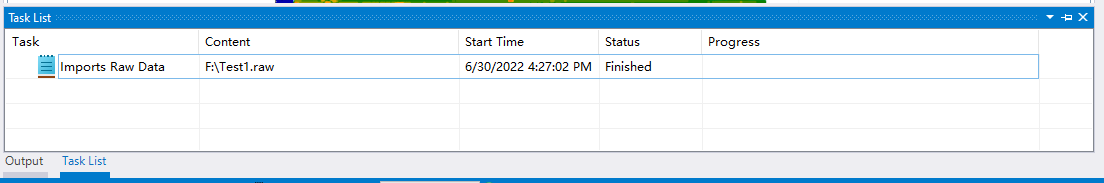 Task List
Task Content Start Time Status Progress
Imports Raw Data F:\Test1.raw 6/30/2022 4:27:02 PM Finished
Output Task List